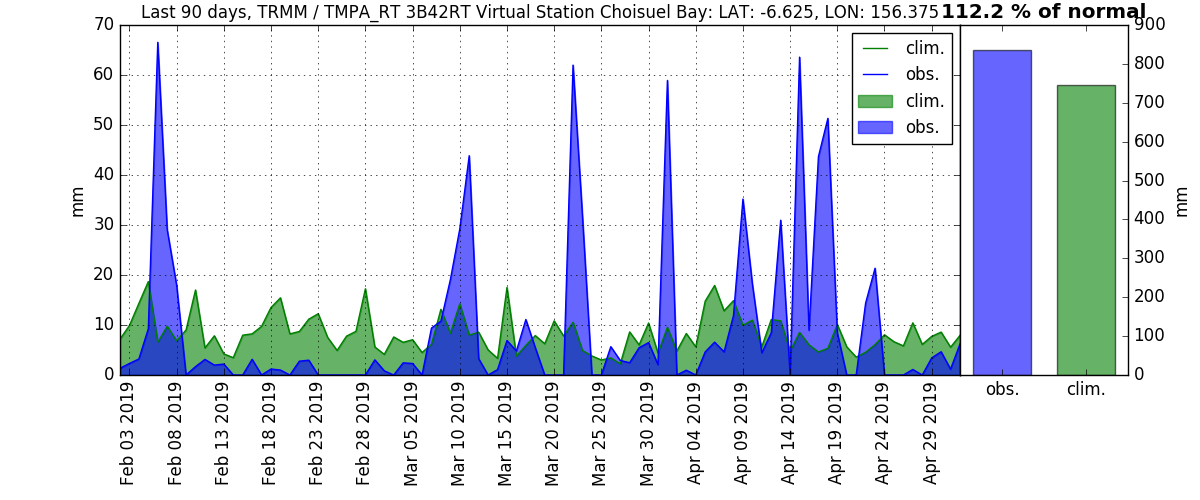 Last 90 days, TRMM / TMPA_RT 3B42RT Virtual Station Choisuel Bay: LAT: -6.625, LON: 156.375 112.2 % of normal
70
60
50
40
30
20
10
0
mm
clim.
obs.
clim.
obs.
900
800
700
600
500
400
300
200
100
0
mm
Feb 03 2019
Feb 08 2019
Feb 13 2019
Feb 18 2019
Feb 23 2019
Feb 28 2019
Mar 05 2019
Mar 10 2019
Mar 15 2019
Mar 20 2019
Mar 25 2019
Mar 30 2019
Apr 04 2019
Apr 09 2019
Apr 14 2019
Apr 19 2019
Apr 24 2019
Apr 29 2019
obs. clim.